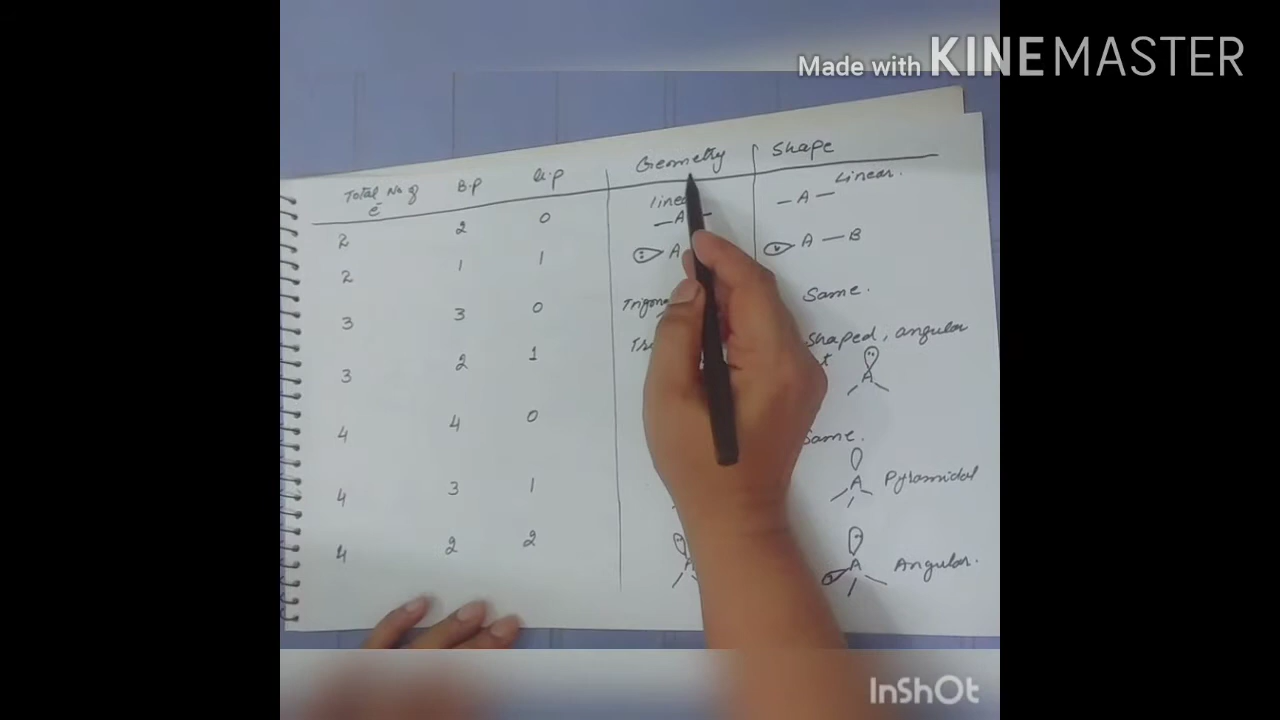 Made with KINEMASTER
Total No of e⁻ B.p l.p Geometry Shape
2 2 0 linear Linear.
—A— —A—
2 1 1 : A : A — B
3 3 0 Same.
3 2 1 Shaped, angular
A
4 4 0 Same.
4 3 1 A Pyramidal
4 2 2 A A Angular.
InShOt